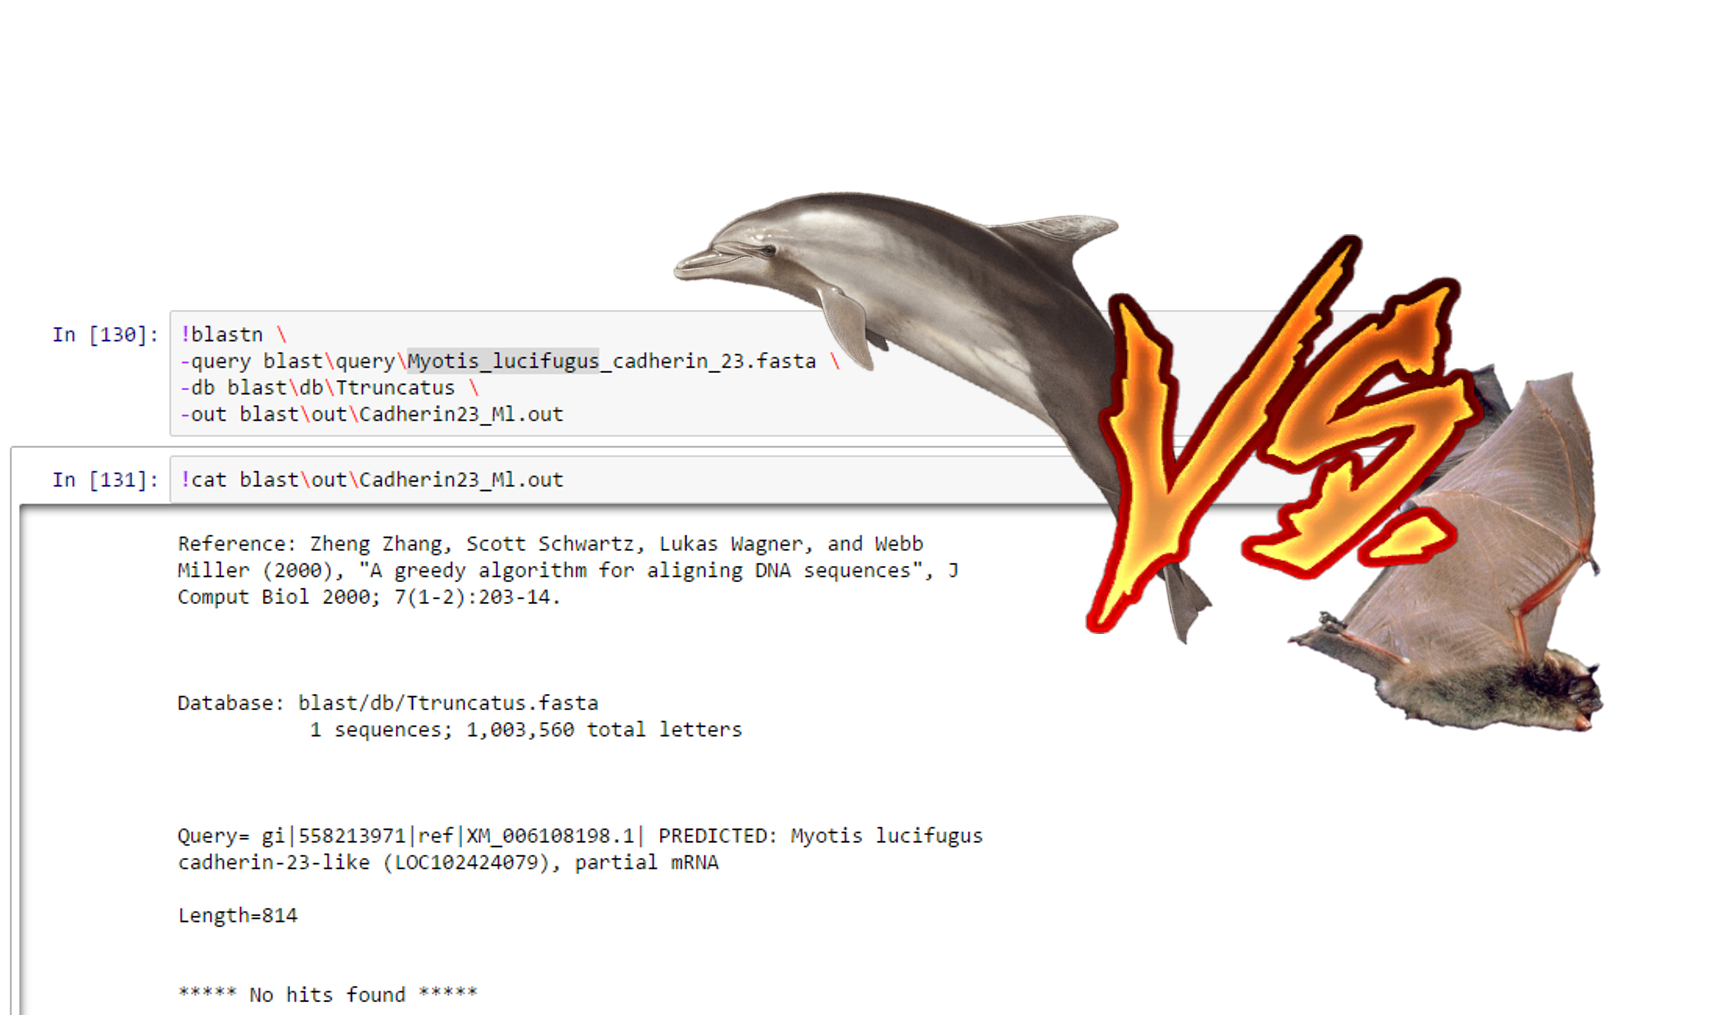 In [130]: !blastn \
-query blast\query\Myotis_lucifugus_cadherin_23.fasta \
-db blast\db\Ttruncatus \
-out blast\out\Cadherin23_Ml.out
In [131]: !cat blast\out\Cadherin23_Ml.out
VS.
Reference: Zheng Zhang, Scott Schwartz, Lukas Wagner, and Webb
Miller (2000), "A greedy algorithm for aligning DNA sequences", J
Comput Biol 2000; 7(1-2):203-14.
Database: blast/db/Ttruncatus.fasta
1 sequences; 1,003,560 total letters
Query= gi|558213971|ref|XM_006108198.1| PREDICTED: Myotis lucifugus
cadherin-23-like (LOC102424079), partial mRNA
Length=814
***** No hits found *****